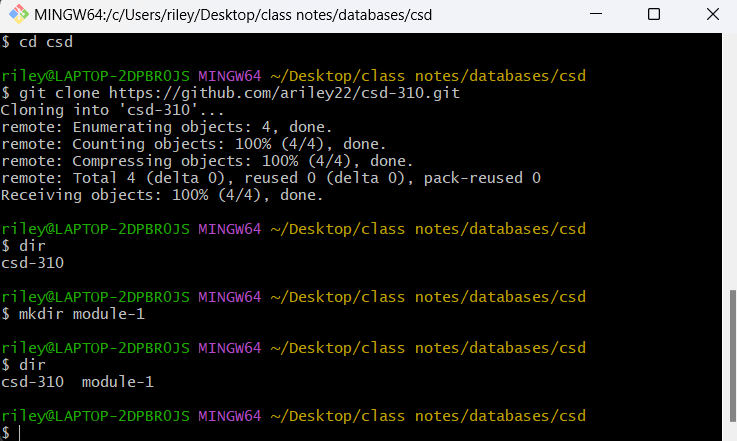 MINGW64:/c/Users/riley/Desktop/class notes/databases/csd
$ cd csd
riley@LAPTOP-2DPBROJS MINGW64 ~/Desktop/class notes/databases/csd
$ git clone https://github.com/ariley22/csd-310.git
Cloning into 'csd-310'...
remote: Enumerating objects: 4, done.
remote: Counting objects: 100% (4/4), done.
remote: Compressing objects: 100% (4/4), done.
remote: Total 4 (delta 0), reused 0 (delta 0), pack-reused 0
Receiving objects: 100% (4/4), done.
riley@LAPTOP-2DPBROJS MINGW64 ~/Desktop/class notes/databases/csd
$ dir
csd-310
riley@LAPTOP-2DPBROJS MINGW64 ~/Desktop/class notes/databases/csd
$ mkdir module-1
riley@LAPTOP-2DPBROJS MINGW64 ~/Desktop/class notes/databases/csd
$ dir
csd-310  module-1
riley@LAPTOP-2DPBROJS MINGW64 ~/Desktop/class notes/databases/csd
$